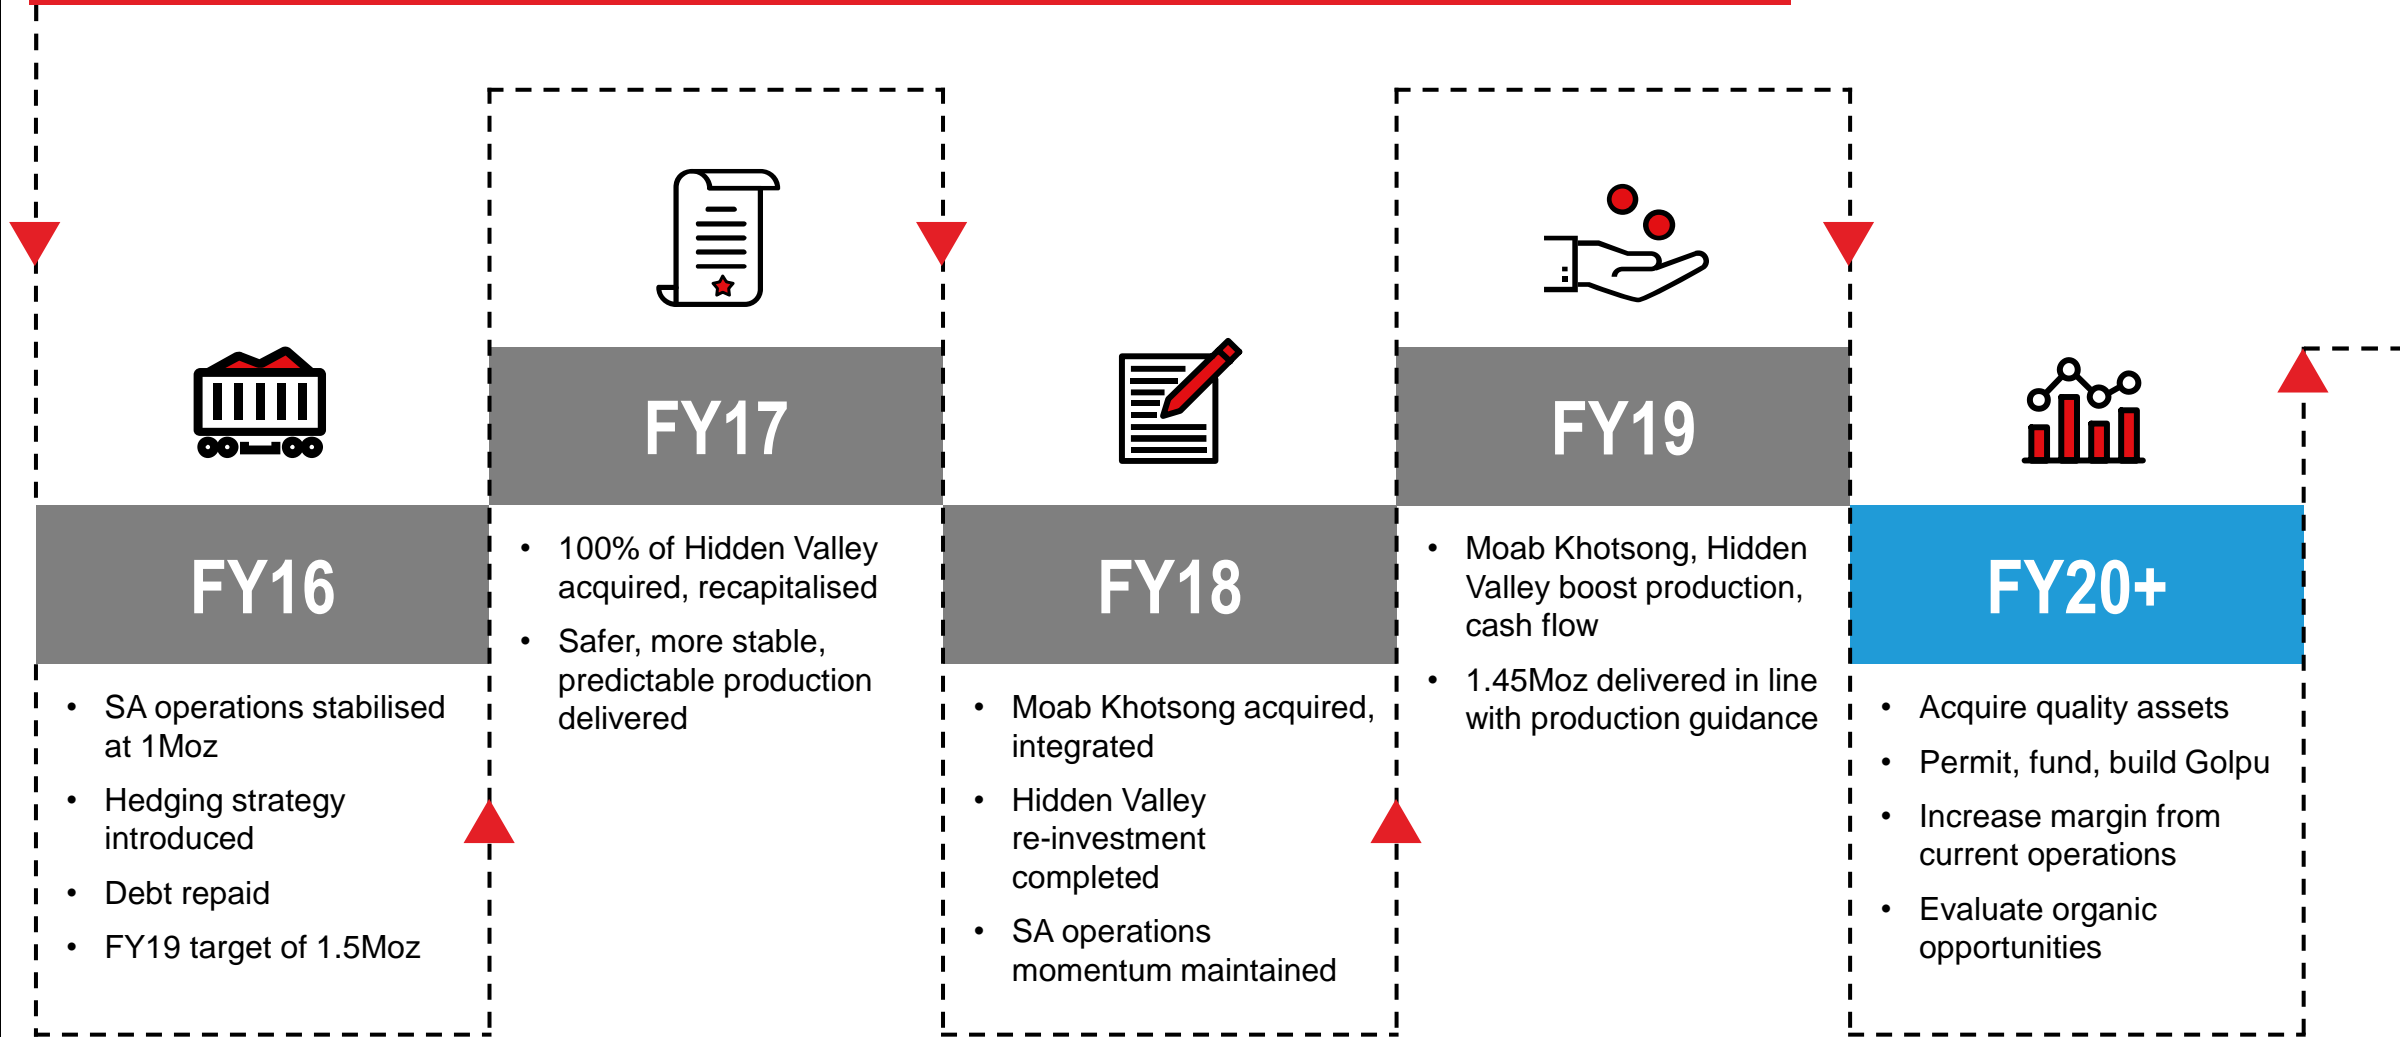 FY16
• SA operations stabilised
at 1Moz
• Hedging strategy
introduced
• Debt repaid
• FY19 target of 1.5Moz
FY17
• 100% of Hidden Valley
acquired, recapitalised
• Safer, more stable,
predictable production
delivered
FY18
• Moab Khotsong acquired,
integrated
• Hidden Valley
re-investment
completed
• SA operations
momentum maintained
FY19
• Moab Khotsong, Hidden
Valley boost production,
cash flow
• 1.45Moz delivered in line
with production guidance
FY20+
• Acquire quality assets
• Permit, fund, build Golpu
• Increase margin from
current operations
• Evaluate organic
opportunities